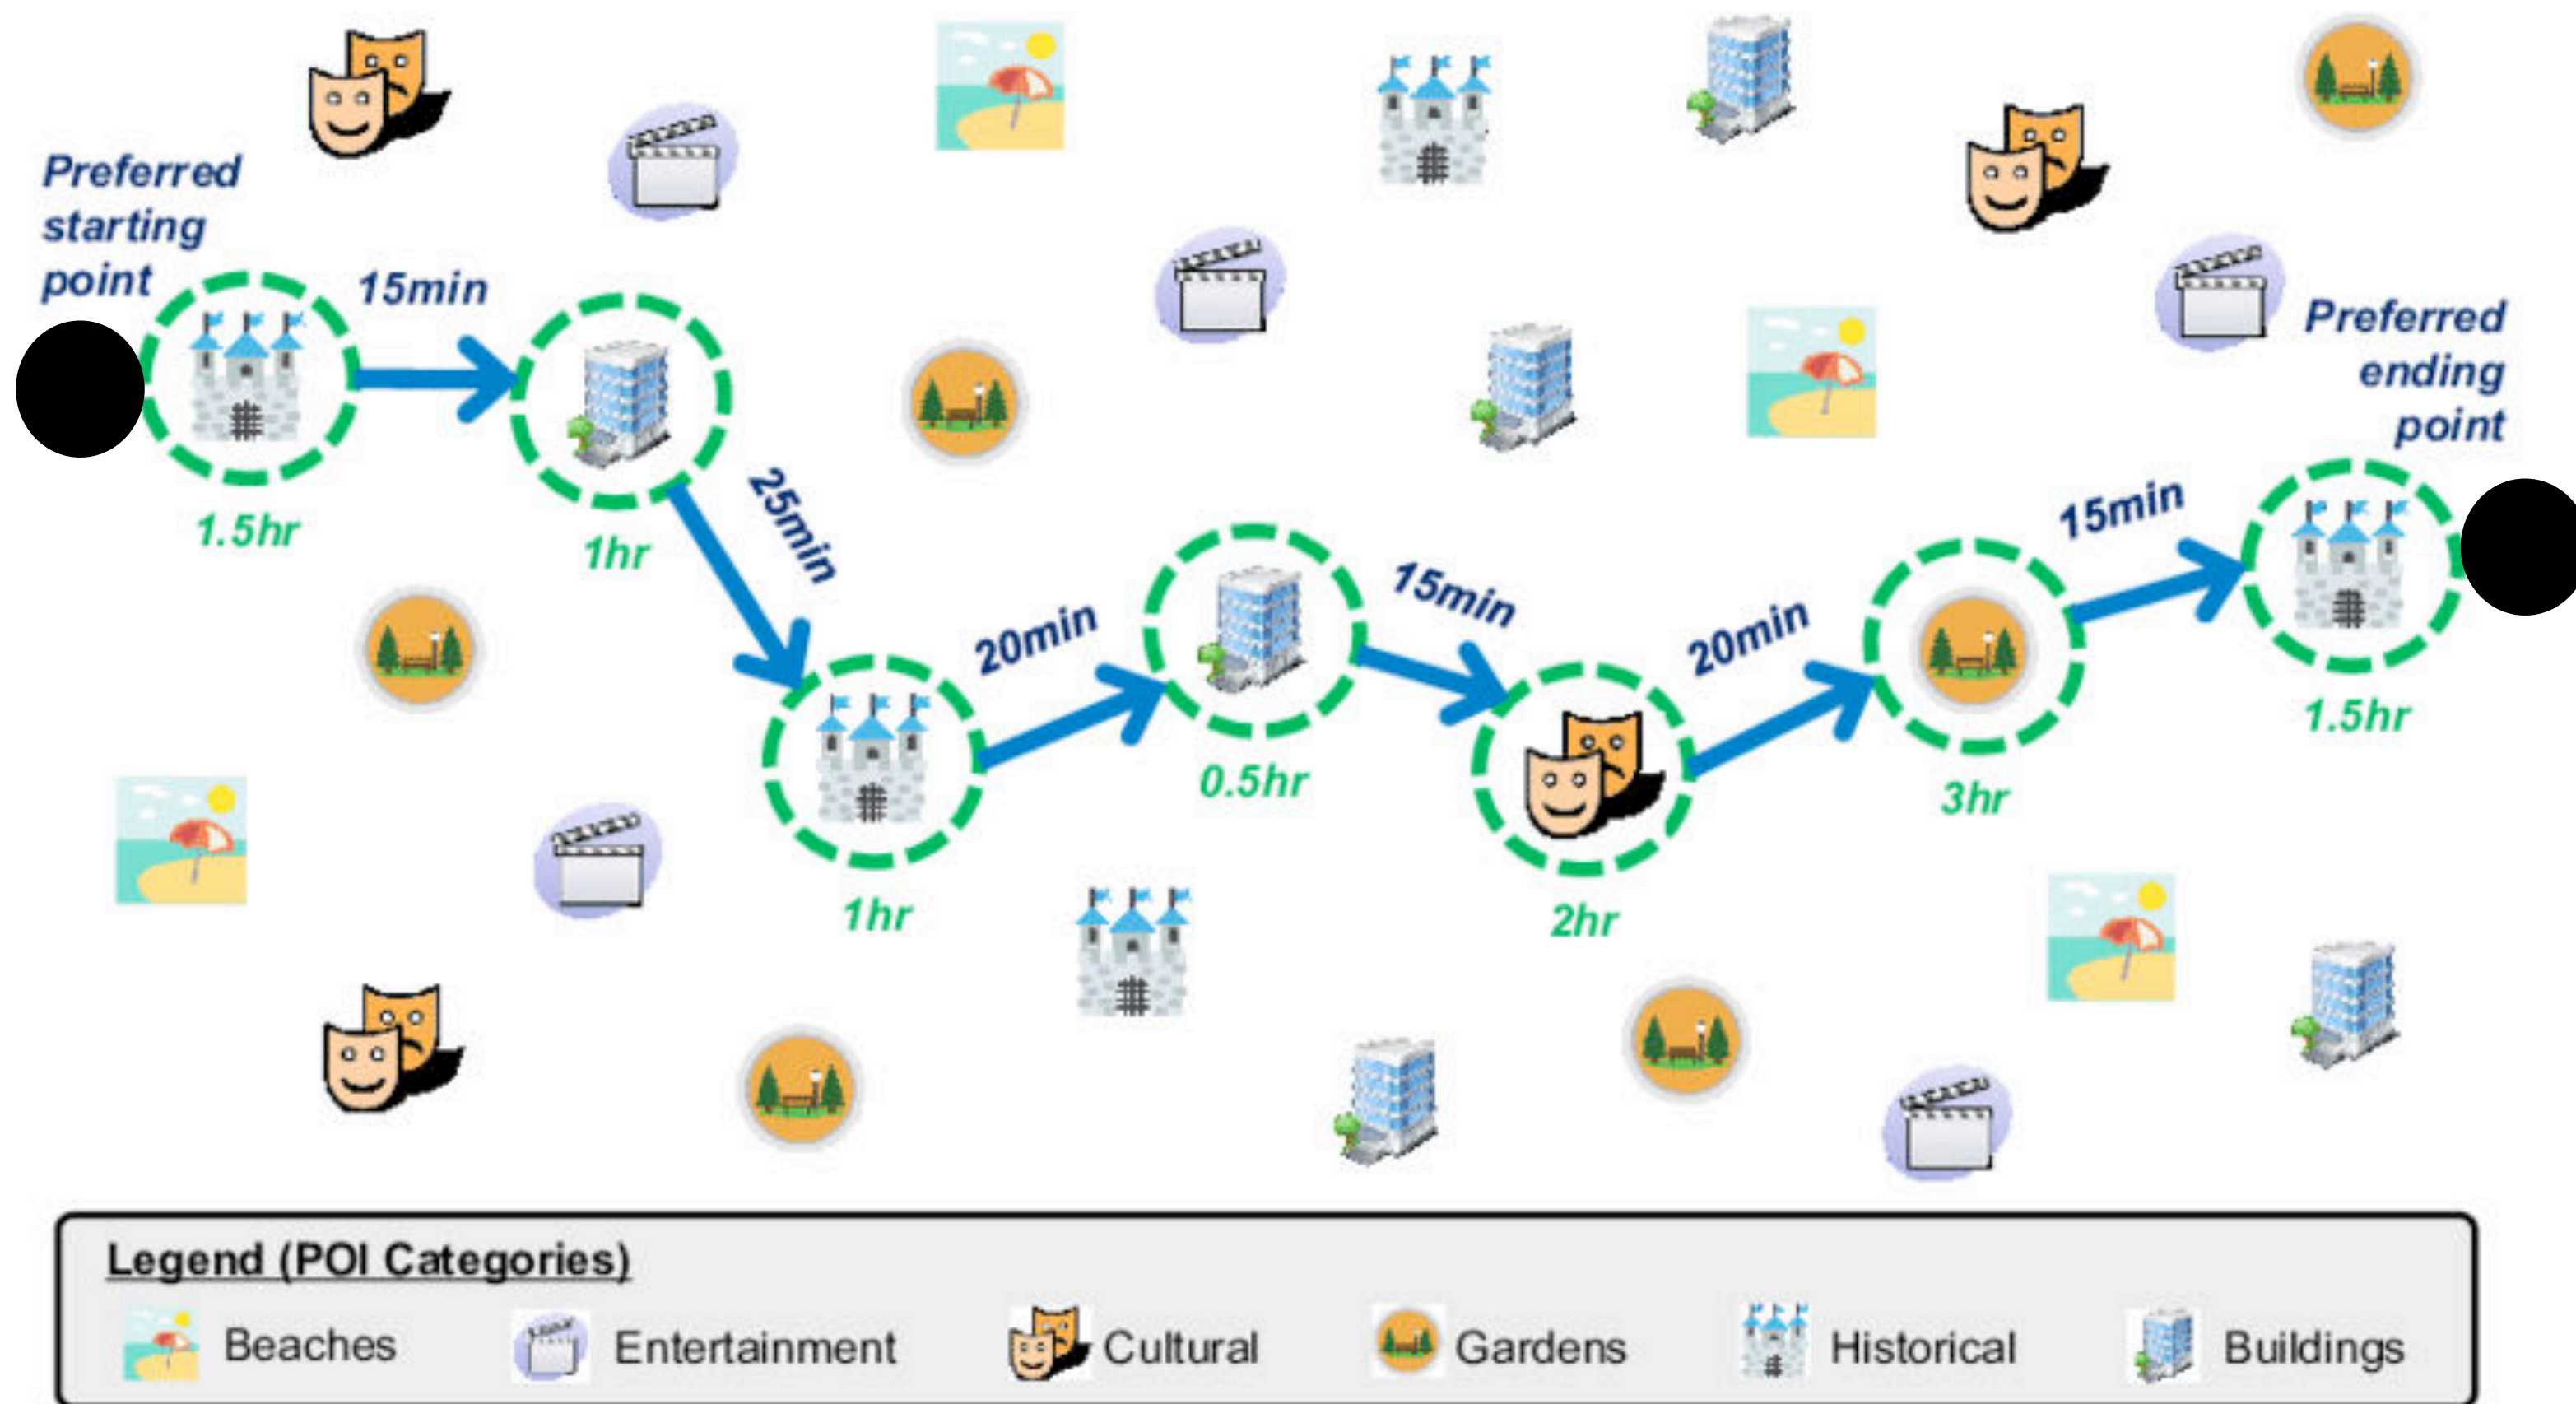 Preferred
starting
point
15min
1.5hr
1hr
25min
1hr
20min
0.5hr
15min
2hr
20min
3hr
15min
Preferred
ending
point
1.5hr
Legend (POI Categories)
Beaches
Entertainment
Cultural
Gardens
Historical
Buildings